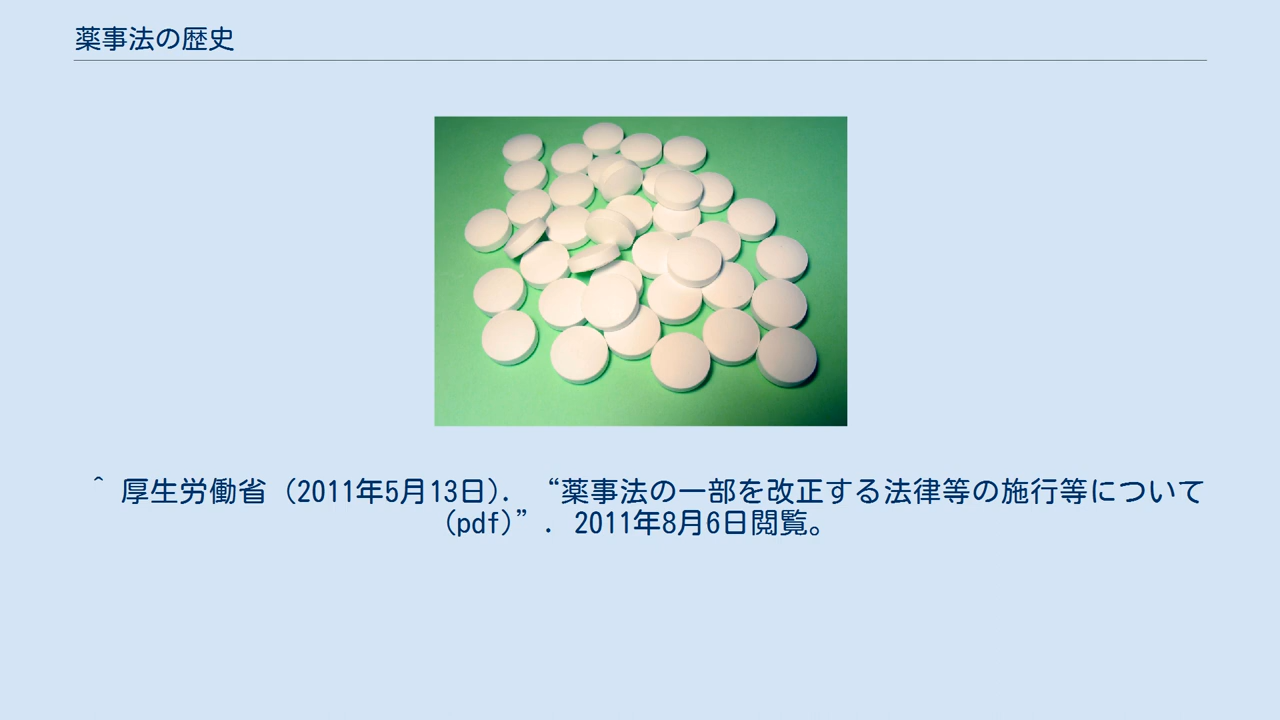 薬事法の歴史
^ 厚生労働省 (2011年5月13日). “薬事法の一部を改正する法律等の施行等について
(pdf)”. 2011年8月6日閲覧。